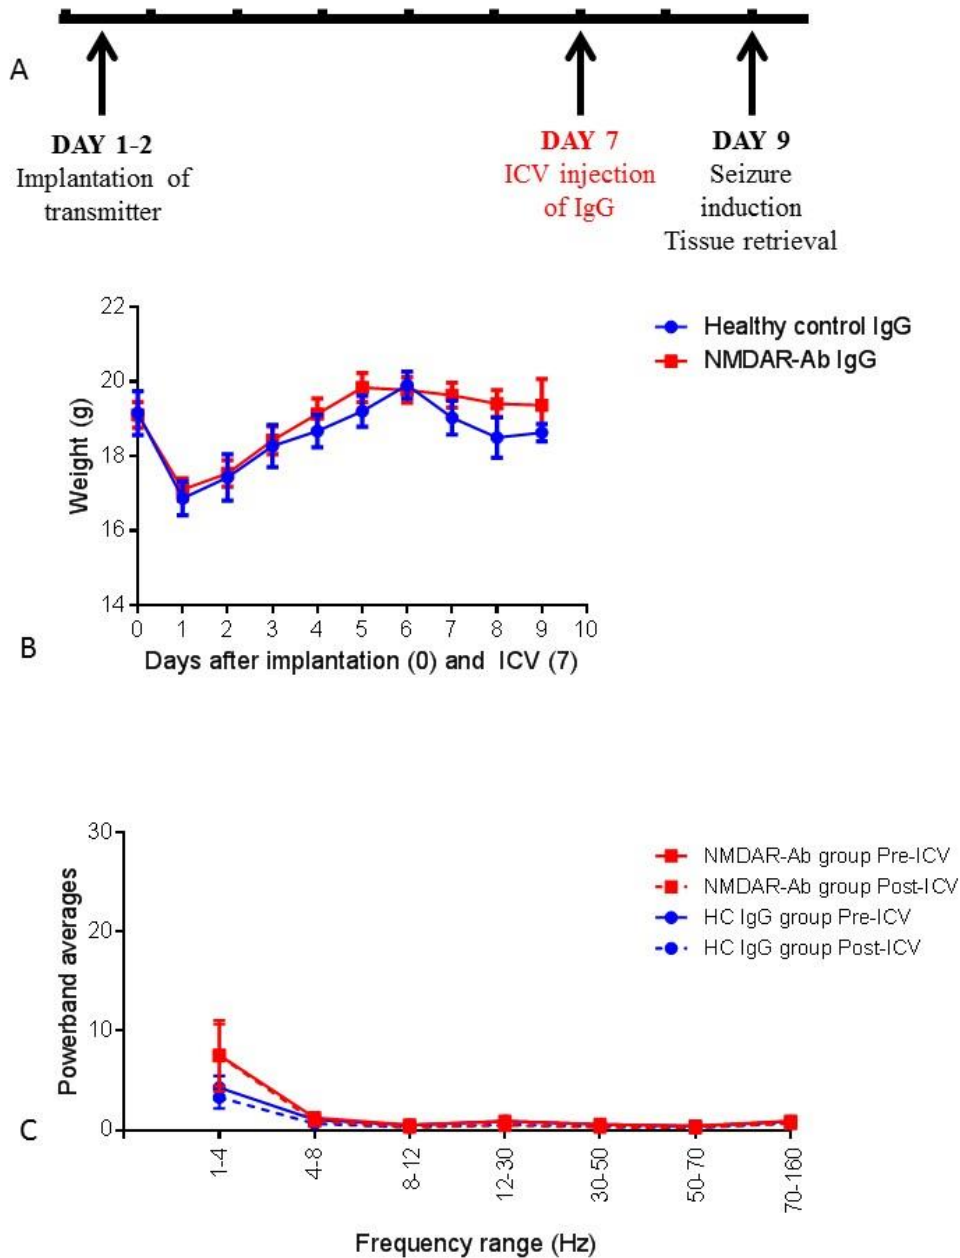 A
DAY 1-2
Implantation of
transmitter
DAY 7
ICV injection
of IgG
DAY 9
Seizure
induction
Tissue retrieval
22
20
18
16
14
Weight (g)
0 1 2 3 4 5 6 7 8 9 10
Days after implantation (0) and ICV (7)
Healthy control IgG
NMDAR-Ab IgG
B
30
20
10
0
Powerband averages
NMDAR-Ab group Pre-ICV
NMDAR-Ab group Post-ICV
HC IgG group Pre-ICV
HC IgG group Post-ICV
C
1-4
4-8
8-12
12-30
30-50
50-70
70-160
Frequency range (Hz)